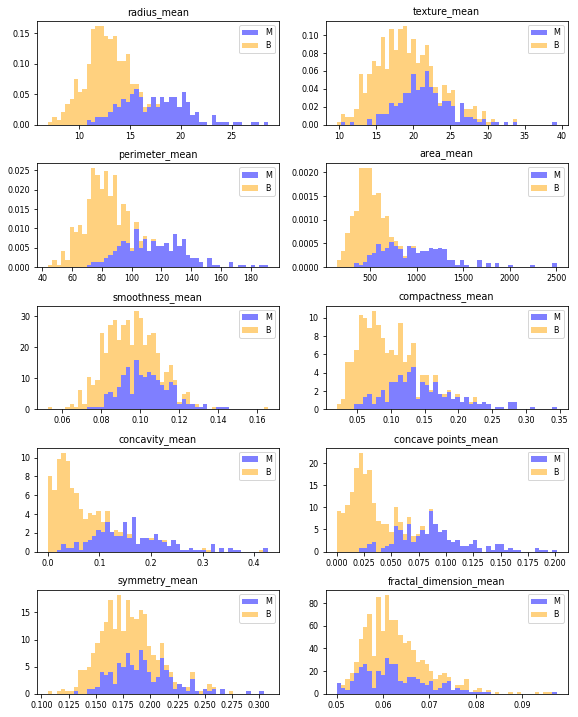 radius_mean
0.15
0.10
0.05
0.00
M
B
10 15 20 25
texture_mean
0.10
0.08
0.06
0.04
0.02
0.00
M
B
10 15 20 25 30 35 40
perimeter_mean
0.025
0.020
0.015
0.010
0.005
0.000
M
B
40 60 80 100 120 140 160 180
area_mean
0.0020
0.0015
0.0010
0.0005
0.0000
M
B
500 1000 1500 2000 2500
smoothness_mean
30
20
10
0
M
B
0.06 0.08 0.10 0.12 0.14 0.16
compactness_mean
10
8
6
4
2
0
M
B
0.05 0.10 0.15 0.20 0.25 0.30 0.35
concavity_mean
10
8
6
4
2
0
M
B
0.0 0.1 0.2 0.3 0.4
concave points_mean
20
15
10
5
0
M
B
0.000 0.025 0.050 0.075 0.100 0.125 0.150 0.175 0.200
symmetry_mean
15
10
5
0
M
B
0.100 0.125 0.150 0.175 0.200 0.225 0.250 0.275 0.300
fractal_dimension_mean
80
60
40
20
0
M
B
0.05 0.06 0.07 0.08 0.09